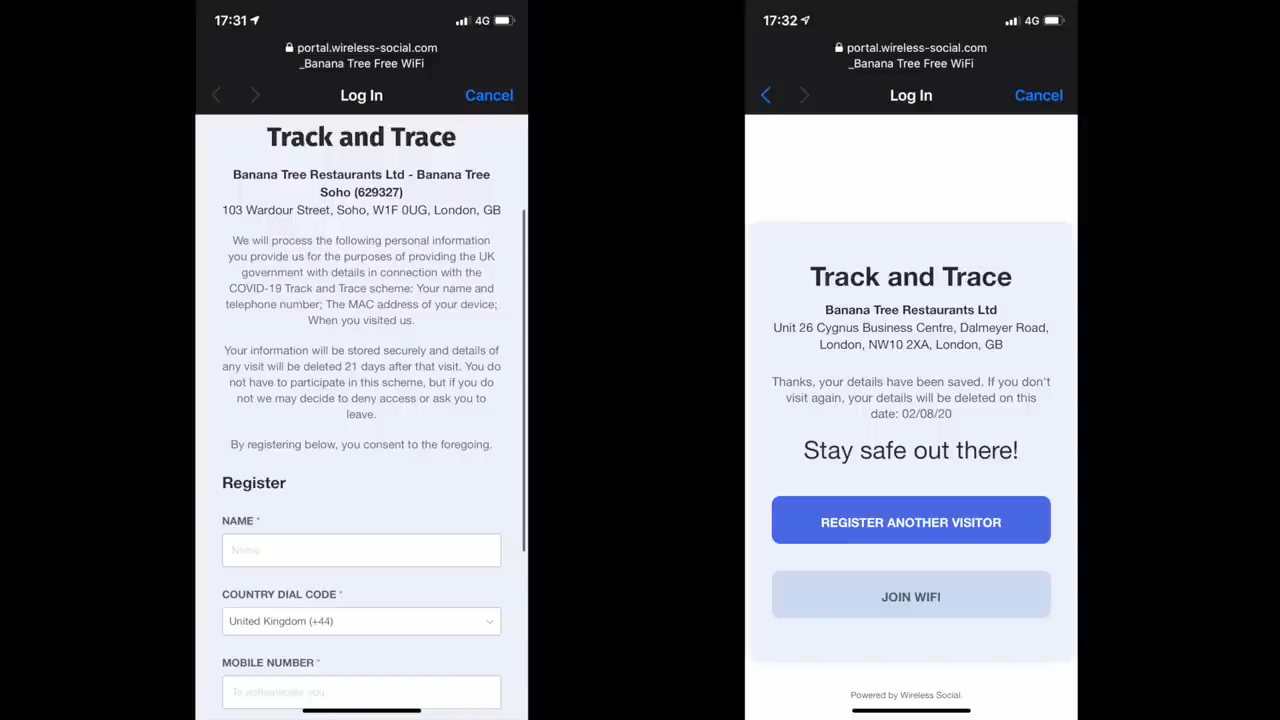 17:31
4G
portal.wireless-social.com
_Banana Tree Free WiFi
Log In
Cancel
Track and Trace
Banana Tree Restaurants Ltd - Banana Tree
Soho (629327)
103 Wardour Street, Soho, W1F 0UG, London, GB
We will process the following personal information
you provide us for the purposes of providing the UK
government with details in connection with the
COVID-19 Track and Trace scheme: Your name and
telephone number; The MAC address of your device;
When you visited us.
Your information will be stored securely and details of
any visit will be deleted 21 days after that visit. You do
not have to participate in this scheme, but if you do
not we may decide to deny access or ask you to
leave.
By registering below, you consent to the foregoing.
Register
NAME *
Name
COUNTRY DIAL CODE *
United Kingdom (+44)
MOBILE NUMBER *
To authenticate you
17:32
4G
portal.wireless-social.com
_Banana Tree Free WiFi
Log In
Cancel
Track and Trace
Banana Tree Restaurants Ltd
Unit 26 Cygnus Business Centre, Dalmeyer Road,
London, NW10 2XA, London, GB
Thanks, your details have been saved. If you don't
visit again, your details will be deleted on this
date: 02/08/20
Stay safe out there!
REGISTER ANOTHER VISITOR
JOIN WIFI
Powered by Wireless Social.